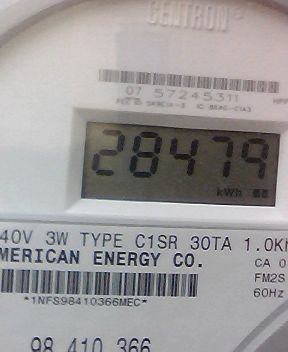 CENTRON
07 57245311
28479
kWh
40V 3W TYPE C1SR 30TA 1.0K
MERICAN ENERGY CO.
CA 0
FM2S
60Hz
*1NFS98410366MEC*
98 410 366